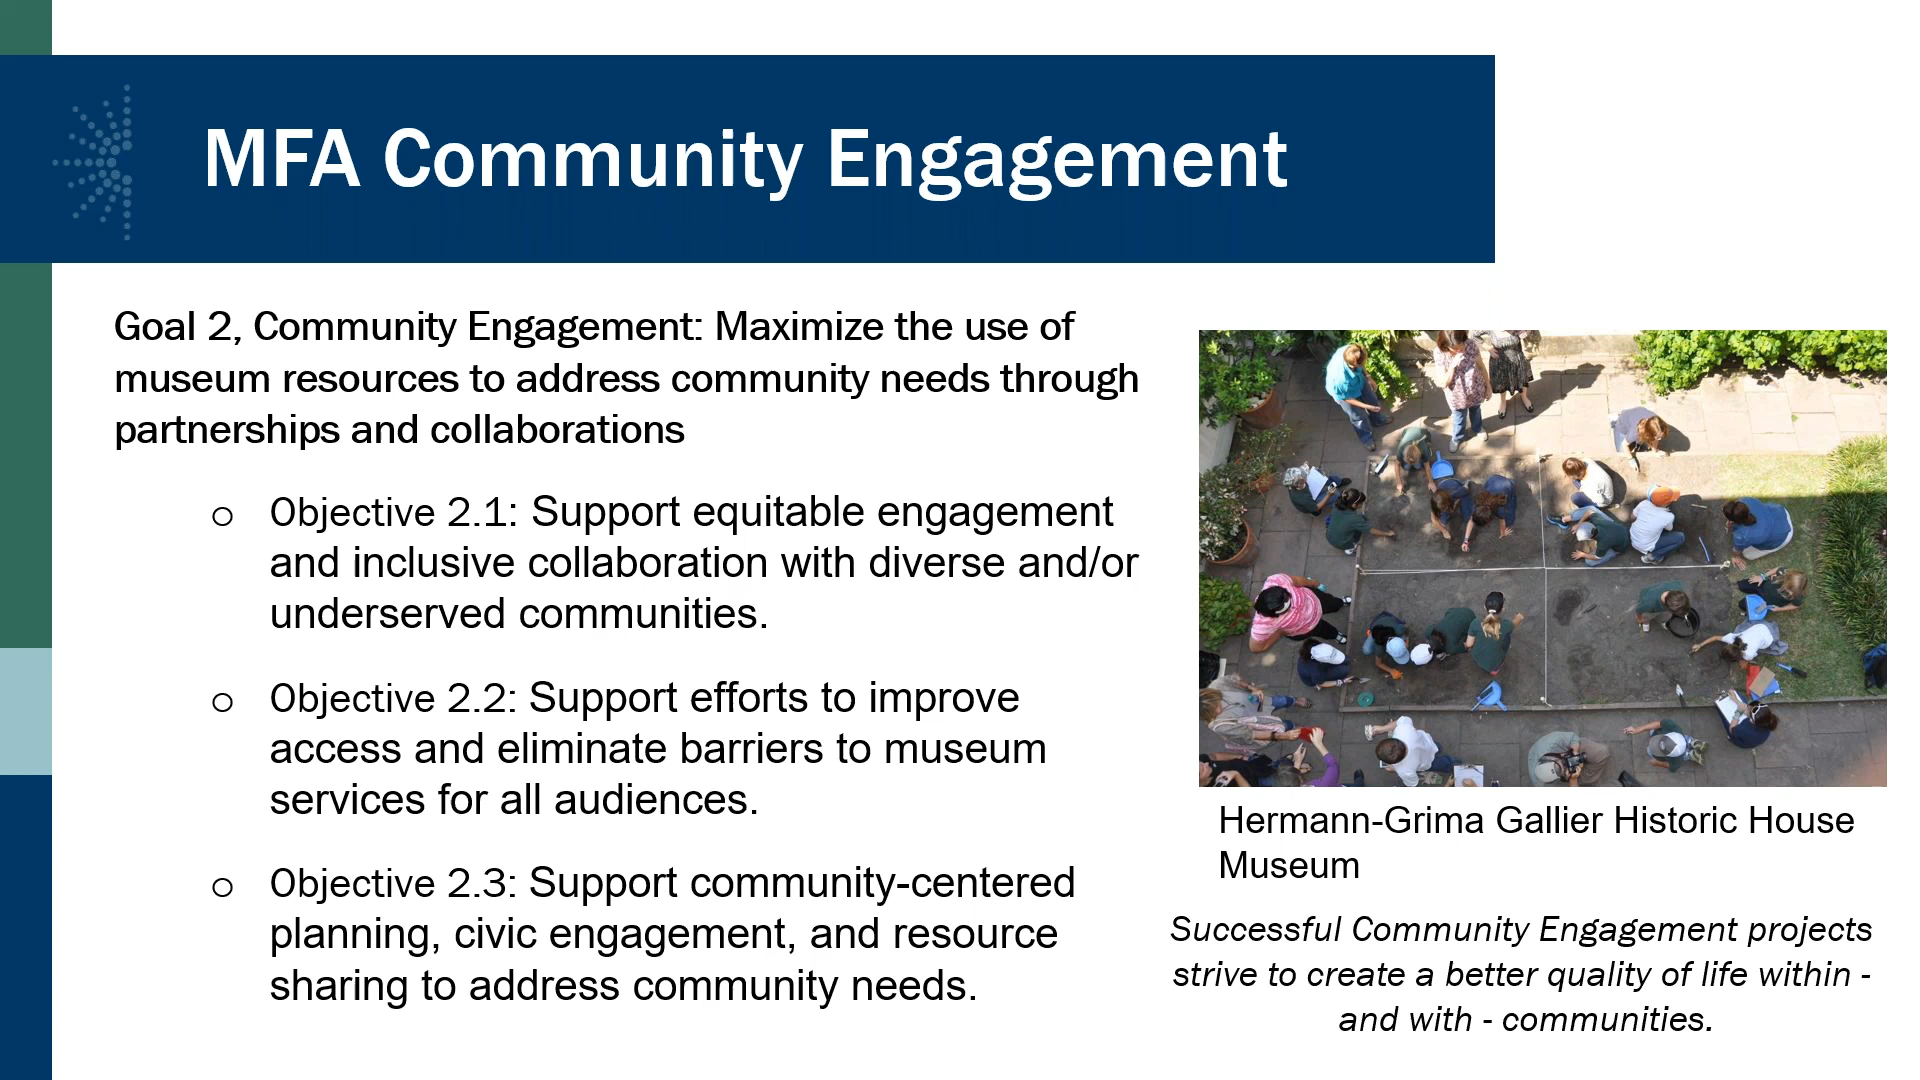 MFA Community Engagement
Goal 2, Community Engagement: Maximize the use of
museum resources to address community needs through
partnerships and collaborations
o Objective 2.1: Support equitable engagement
and inclusive collaboration with diverse and/or
underserved communities.
o Objective 2.2: Support efforts to improve
access and eliminate barriers to museum
services for all audiences.
o Objective 2.3: Support community-centered
planning, civic engagement, and resource
sharing to address community needs.
Hermann-Grima Gallier Historic House
Museum
Successful Community Engagement projects
strive to create a better quality of life within -
and with - communities.